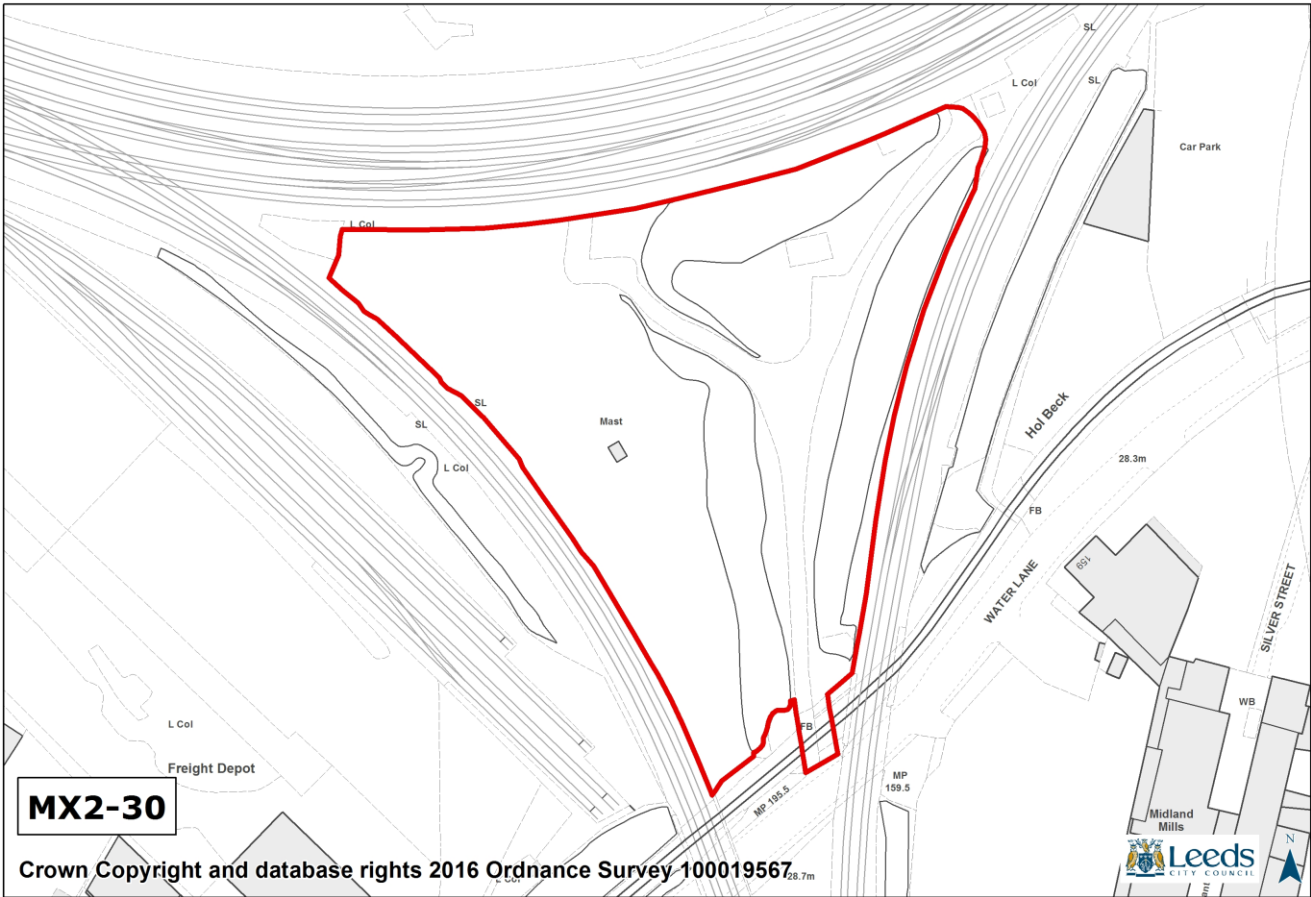 SL
L Col
SL
Car Park
L Col
Hol Beck
SL
SL
Mast
28.3m
L Col
FB
159
WATER LANE
SILVER STREET
WB
L Col
FB
Freight Depot
MP
159.5
MX2-30
MP 195.5
Midland
Mills
Leeds
CITY COUNCIL
N
Crown Copyright and database rights 2016 Ordnance Survey 100019567
28.7m
L Col